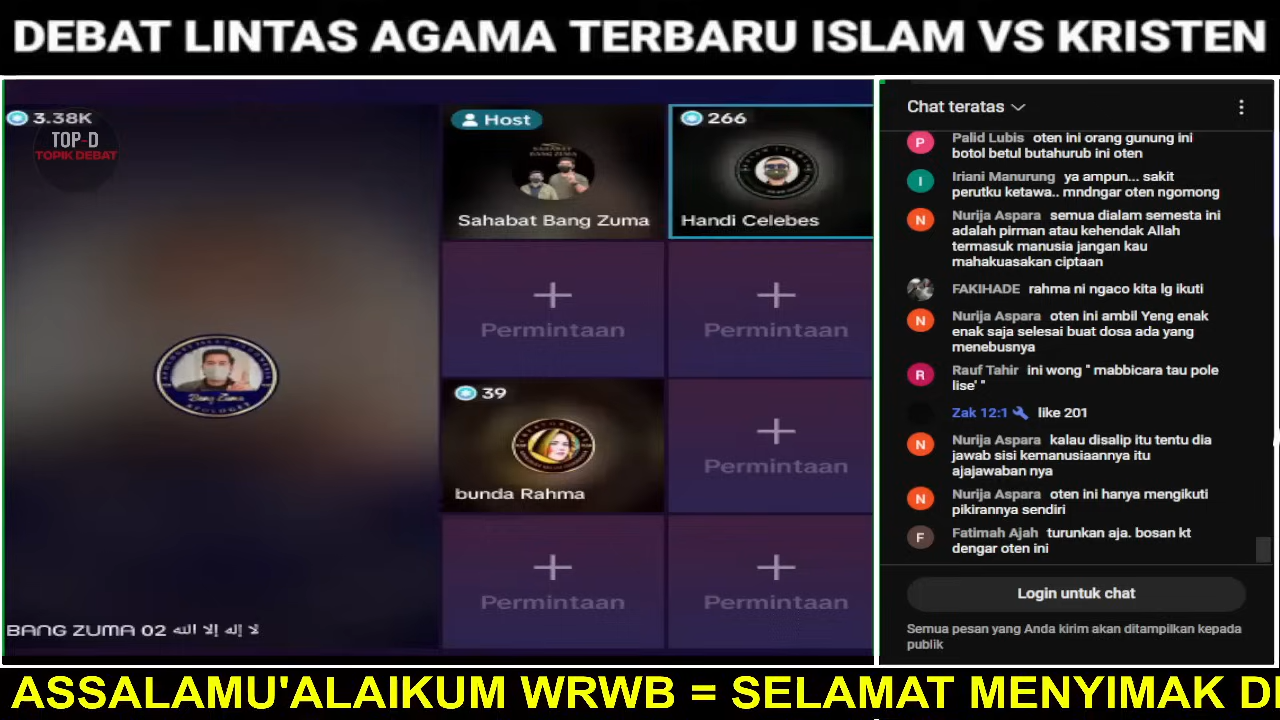 DEBAT LINTAS AGAMA TERBARU ISLAM VS KRISTEN
3.38K
TOP-D
TOPIK DEBAT
Bang Zuma
APOLOGET
BANG ZUMA 02 لا إله إلا الله
Host
Sahabat Bang Zuma
266
Handi Celebes
Permintaan
Permintaan
39
bunda Rahma
Permintaan
Permintaan
Permintaan
Chat teratas
P
Palid Lubis oten ini orang gunung ini
botol betul butahurub ini oten
I
Iriani Manurung ya ampun... sakit
perutku ketawa.. mndngar oten ngomong
N
Nurija Aspara semua dialam semesta ini
adalah pirman atau kehendak Allah
termasuk manusia jangan kau
mahakuasakan ciptaan
FAKIHADE rahma ni ngaco kita lg ikuti
N
Nurija Aspara oten ini ambil Yeng enak
enak saja selesai buat dosa ada yang
menebusnya
R
Rauf Tahir ini wong " mabbicara tau pole
lise' "
Zak 12:1 like 201
N
Nurija Aspara kalau disalip itu tentu dia
jawab sisi kemanusiaannya itu
ajajawaban nya
N
Nurija Aspara oten ini hanya mengikuti
pikirannya sendiri
F
Fatimah Ajah turunkan aja. bosan kt
dengar oten ini
Login untuk chat
Semua pesan yang Anda kirim akan ditampilkan kepada
publik
ASSALAMU'ALAIKUM WRWB = SELAMAT MENYIMAK DI